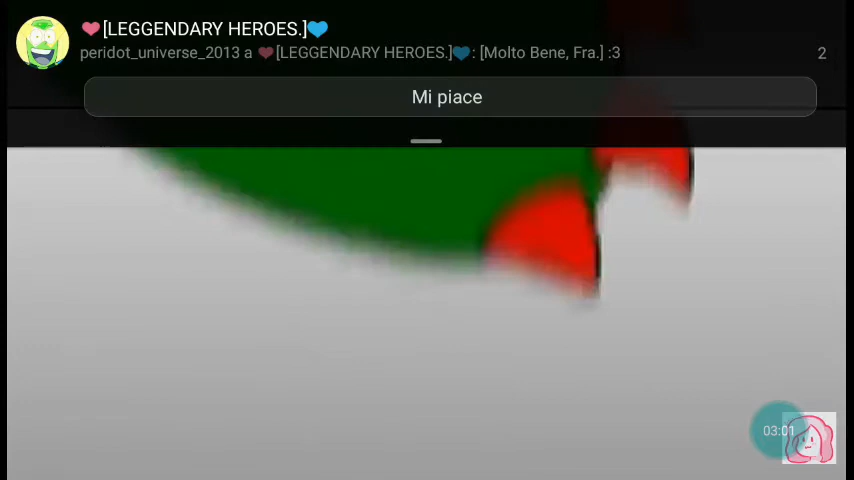 ❤[LEGGENDARY HEROES.]💙
peridot_universe_2013 a ❤[LEGGENDARY HEROES.]💙: [Molto Bene, Fra.] :3 2
Mi piace
03:01